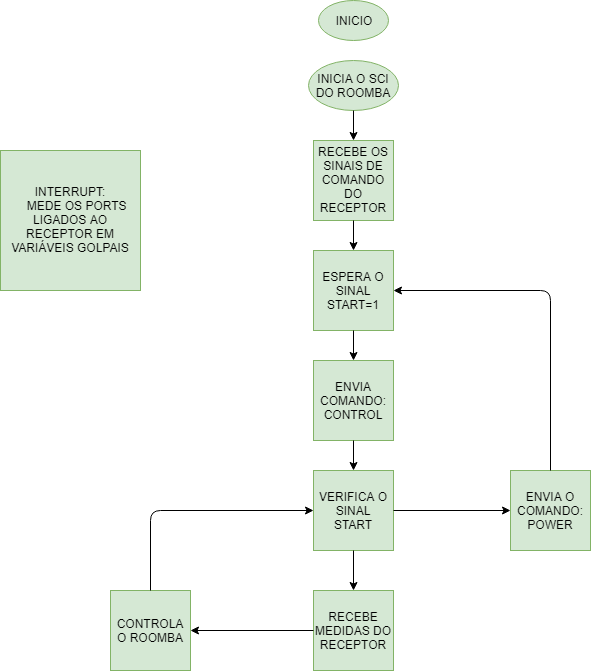 INICIO
INICIA O SCI
DO ROOMBA
RECEBE OS
SINAIS DE
COMANDO
DO
RECEPTOR
INTERRUPT:
MEDE OS PORTS
LIGADOS AO
RECEPTOR EM
VARIÁVEIS GOLPAIS
ESPERA O
SINAL
START=1
ENVIA
COMANDO:
CONTROL
VERIFICA O
SINAL
START
ENVIA O
COMANDO:
POWER
CONTROLA
O ROOMBA
RECEBE
MEDIDAS DO
RECEPTOR